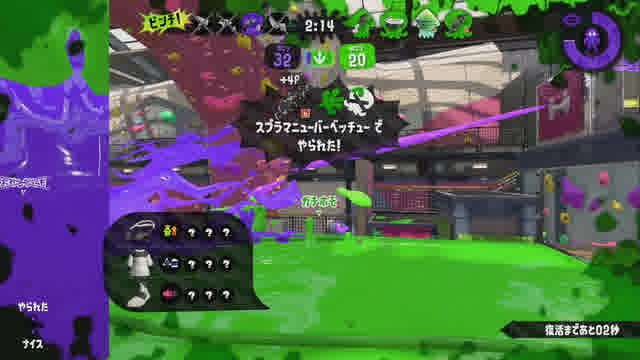 ピンチ!
2:14
32
20
+4P
スプラマニューバーベッチュー で
やられた!
ガチホモ
? ? ?
? ? ?
? ? ?
やられた
ナイス
復活まであと02秒